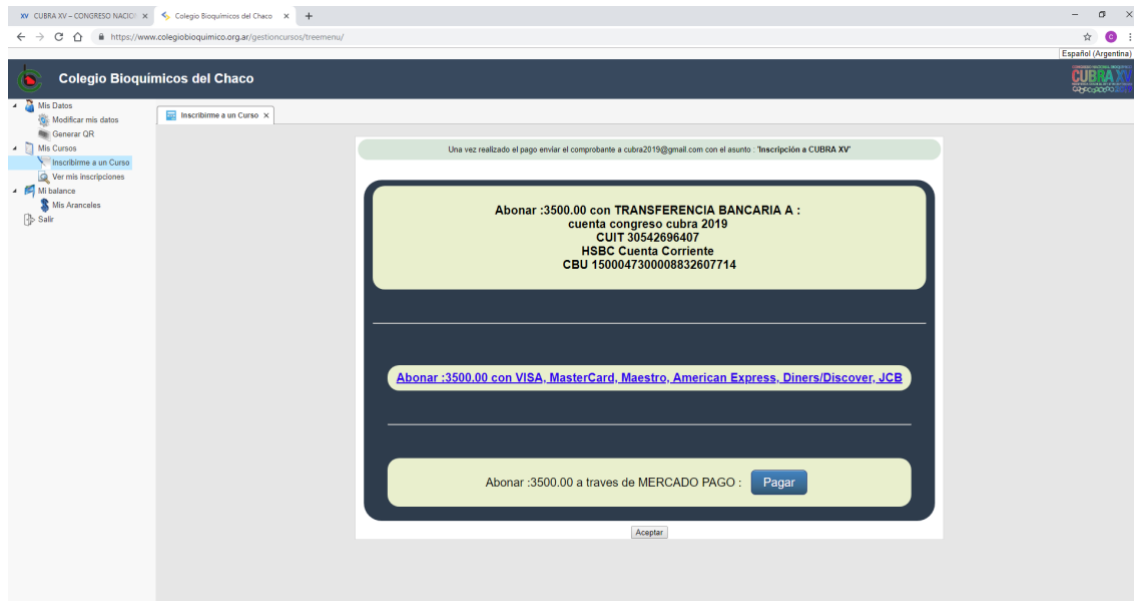 XV CUBRA XV – CONGRESO NACIO
Colegio Bioquimicos del Chaco
https://www.colegiobioquimico.org.ar/gestioncursos/treemenu/
C
Español (Argentina)
Colegio Bioquímicos del Chaco
CUBRA XV
Mis Datos
Modificar mis datos
Generar QR
Mis Cursos
Inscribirme a un Curso
Ver mis inscripciones
Mi balance
Mis Aranceles
Salir
Inscribirme a un Curso
Una vez realizado el pago enviar el comprobante a cubra2019@gmail.com con el asunto : 'Inscripción a CUBRA XV'
Abonar :3500.00 con TRANSFERENCIA BANCARIA A :
cuenta congreso cubra 2019
CUIT 30542696407
HSBC Cuenta Corriente
CBU 1500047300008832607714
Abonar :3500.00 con VISA, MasterCard, Maestro, American Express, Diners/Discover, JCB
Abonar :3500.00 a traves de MERCADO PAGO : Pagar
Aceptar